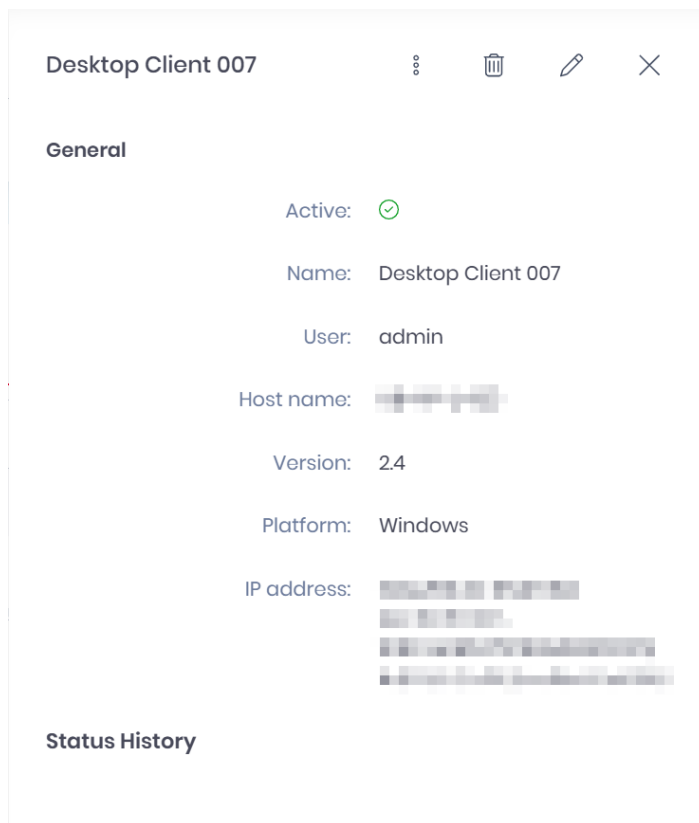 Desktop Client 007
General
Active:
Name: Desktop Client 007
User: admin
Host name:
Version: 2.4
Platform: Windows
IP address:
Status History